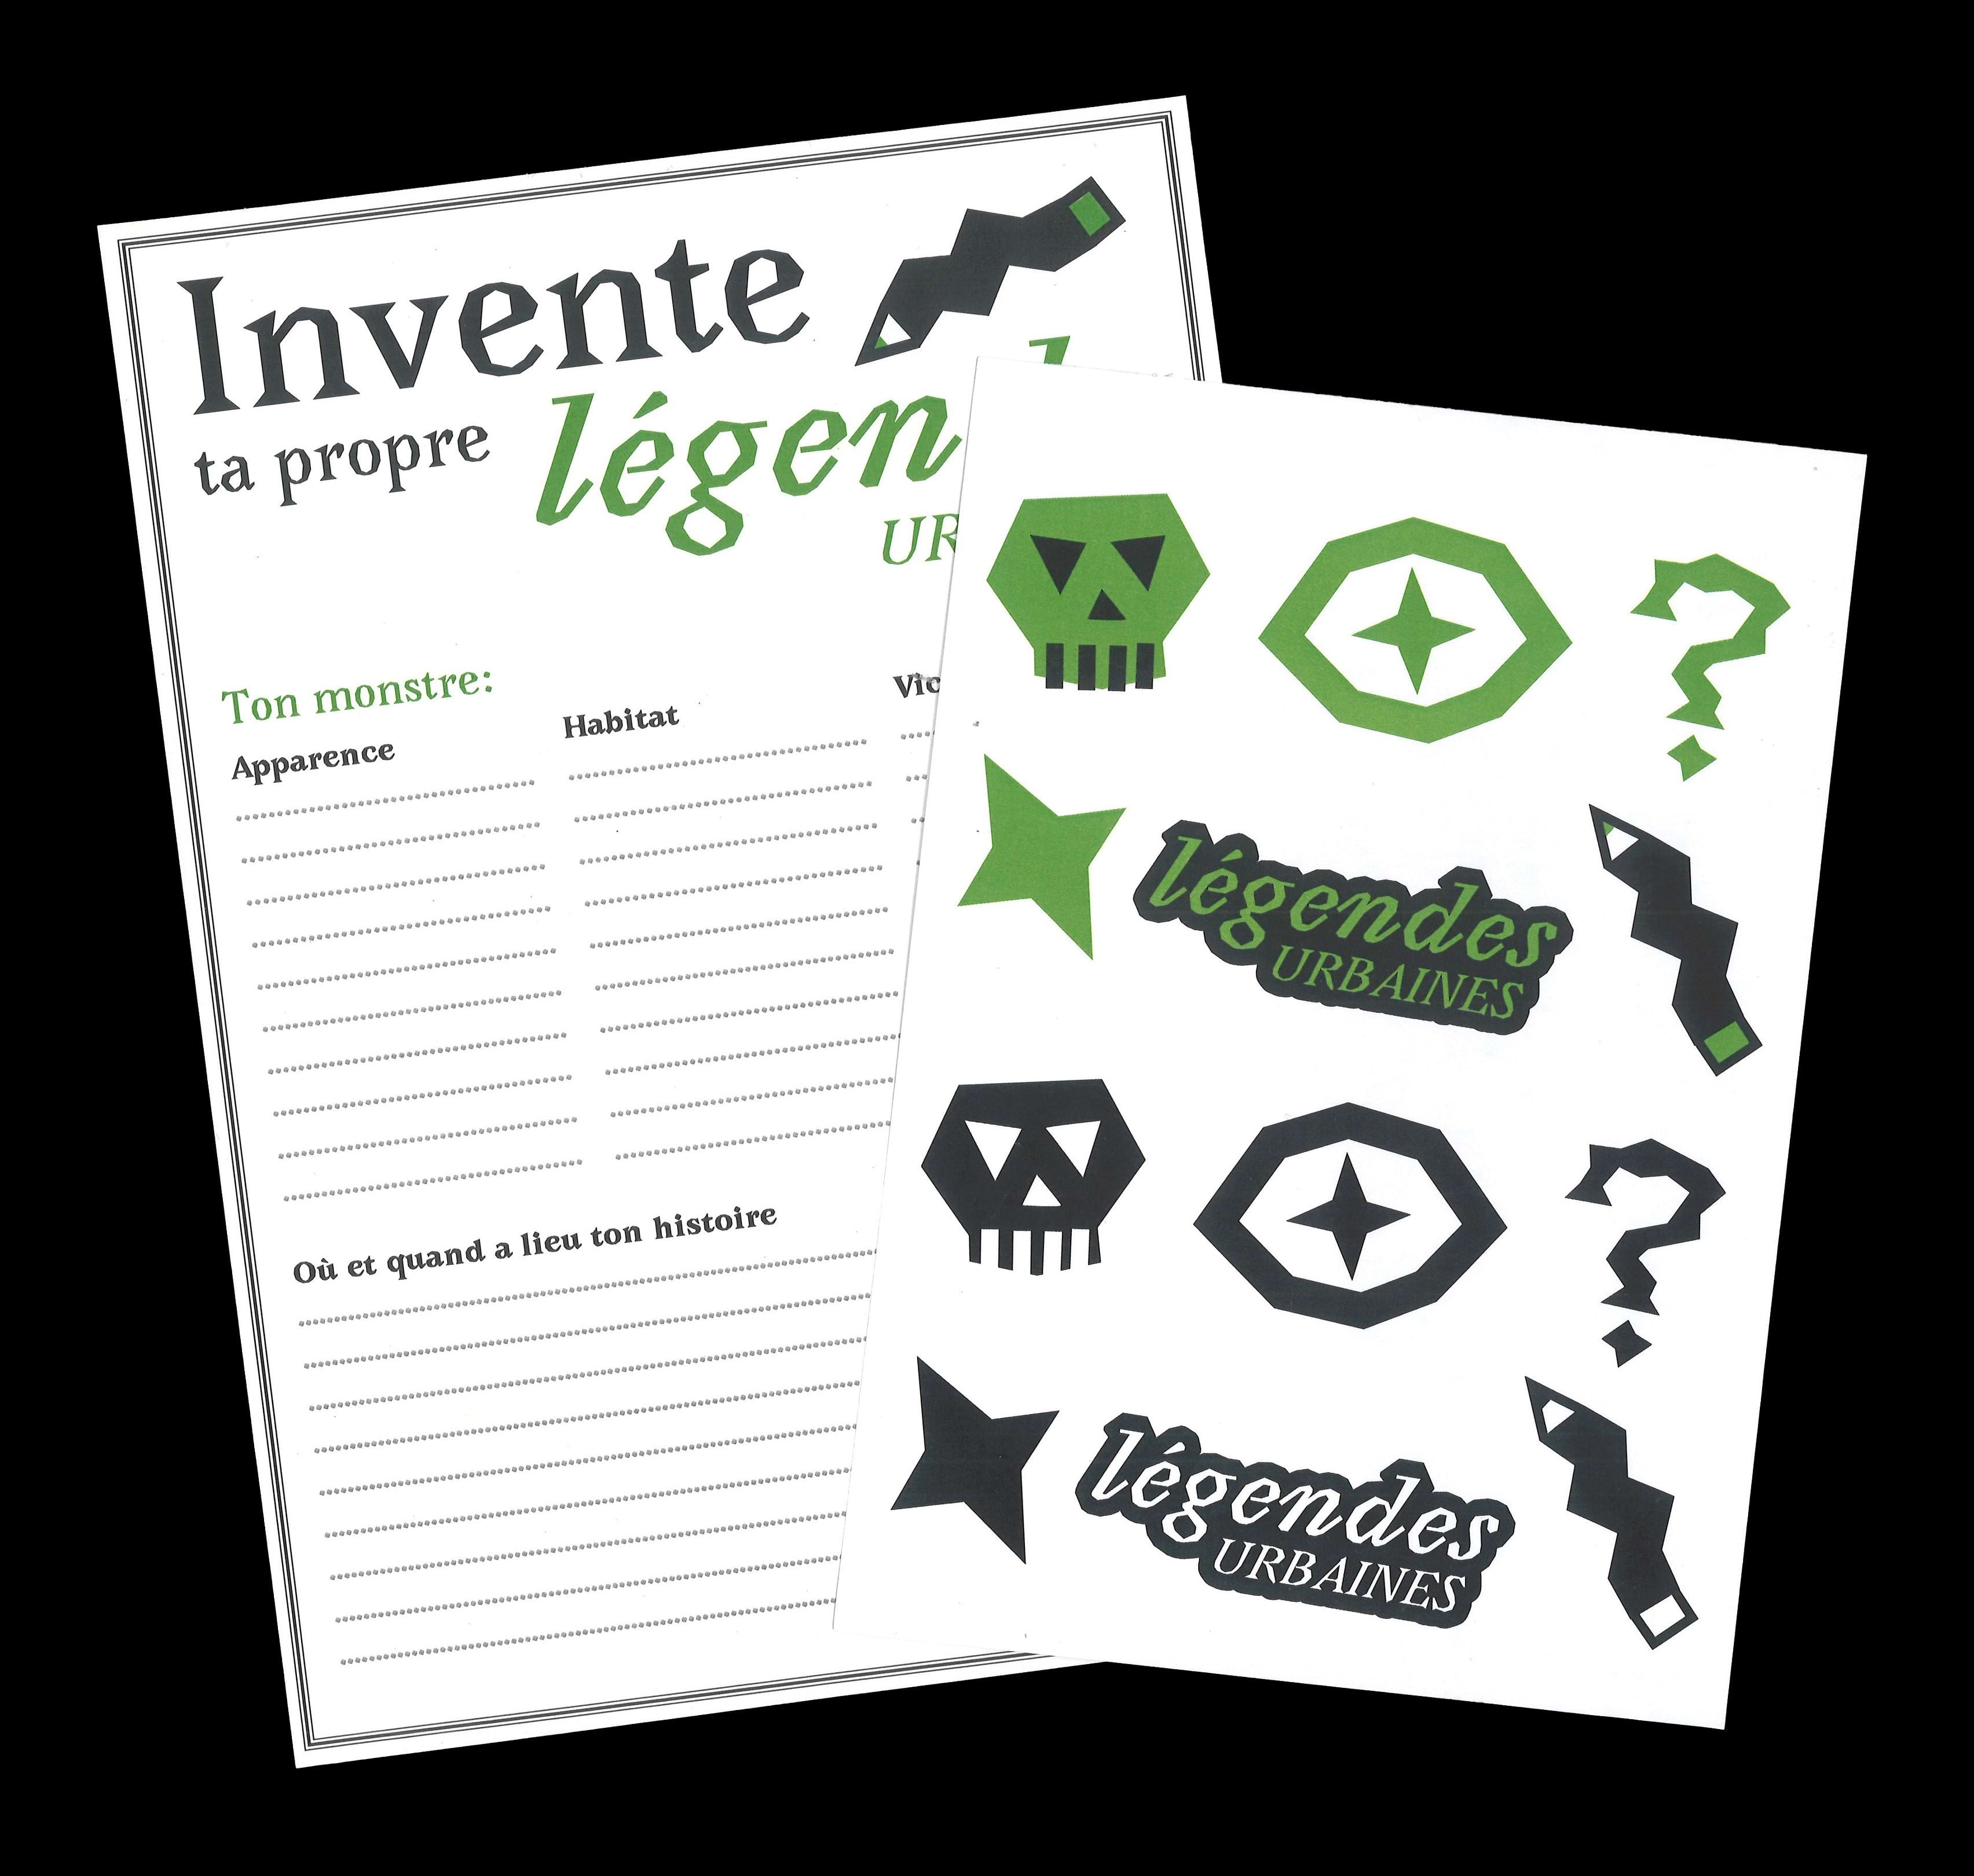 Invente
ta propre légen
UR
Ton monstre:
Apparence
Habitat
Vic
Où et quand a lieu ton histoire
?
légendes
URBAINES
?
légendes
URBAINES